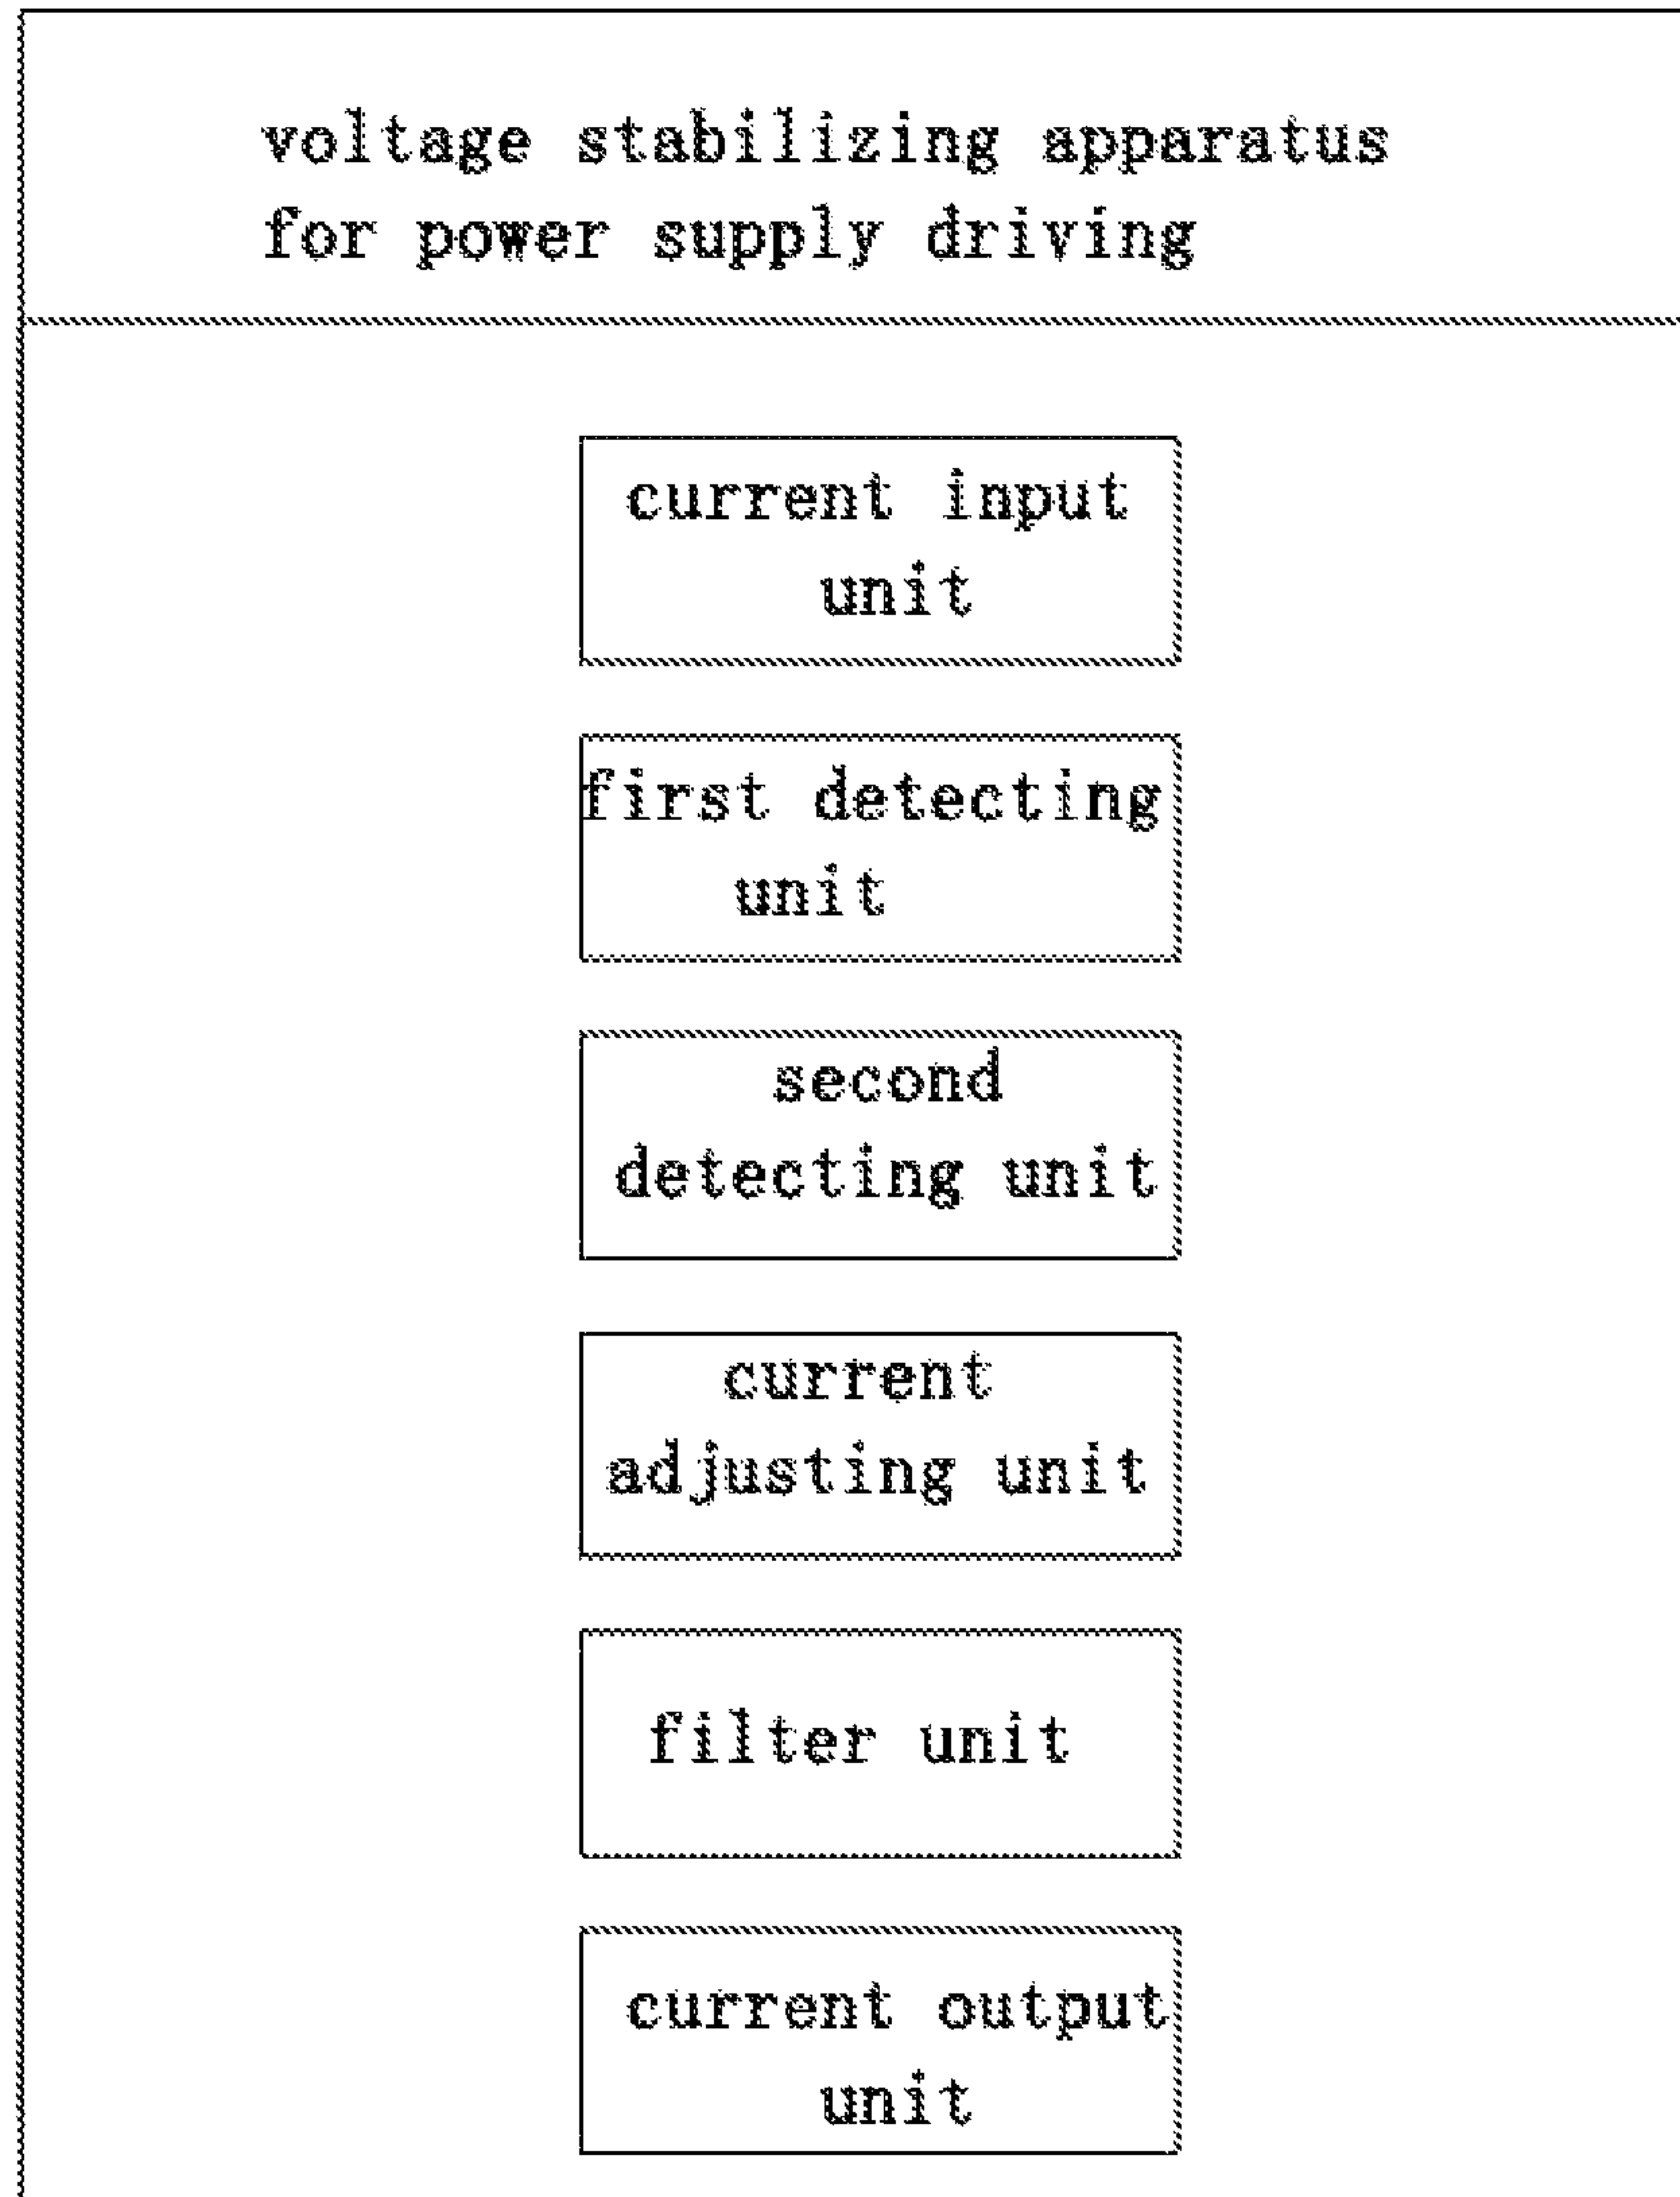 voltage stabilizing apparatus
for power supply driving
current input
unit
first detecting
unit
second
detecting unit
current
adjusting unit
filter unit
current output
unit